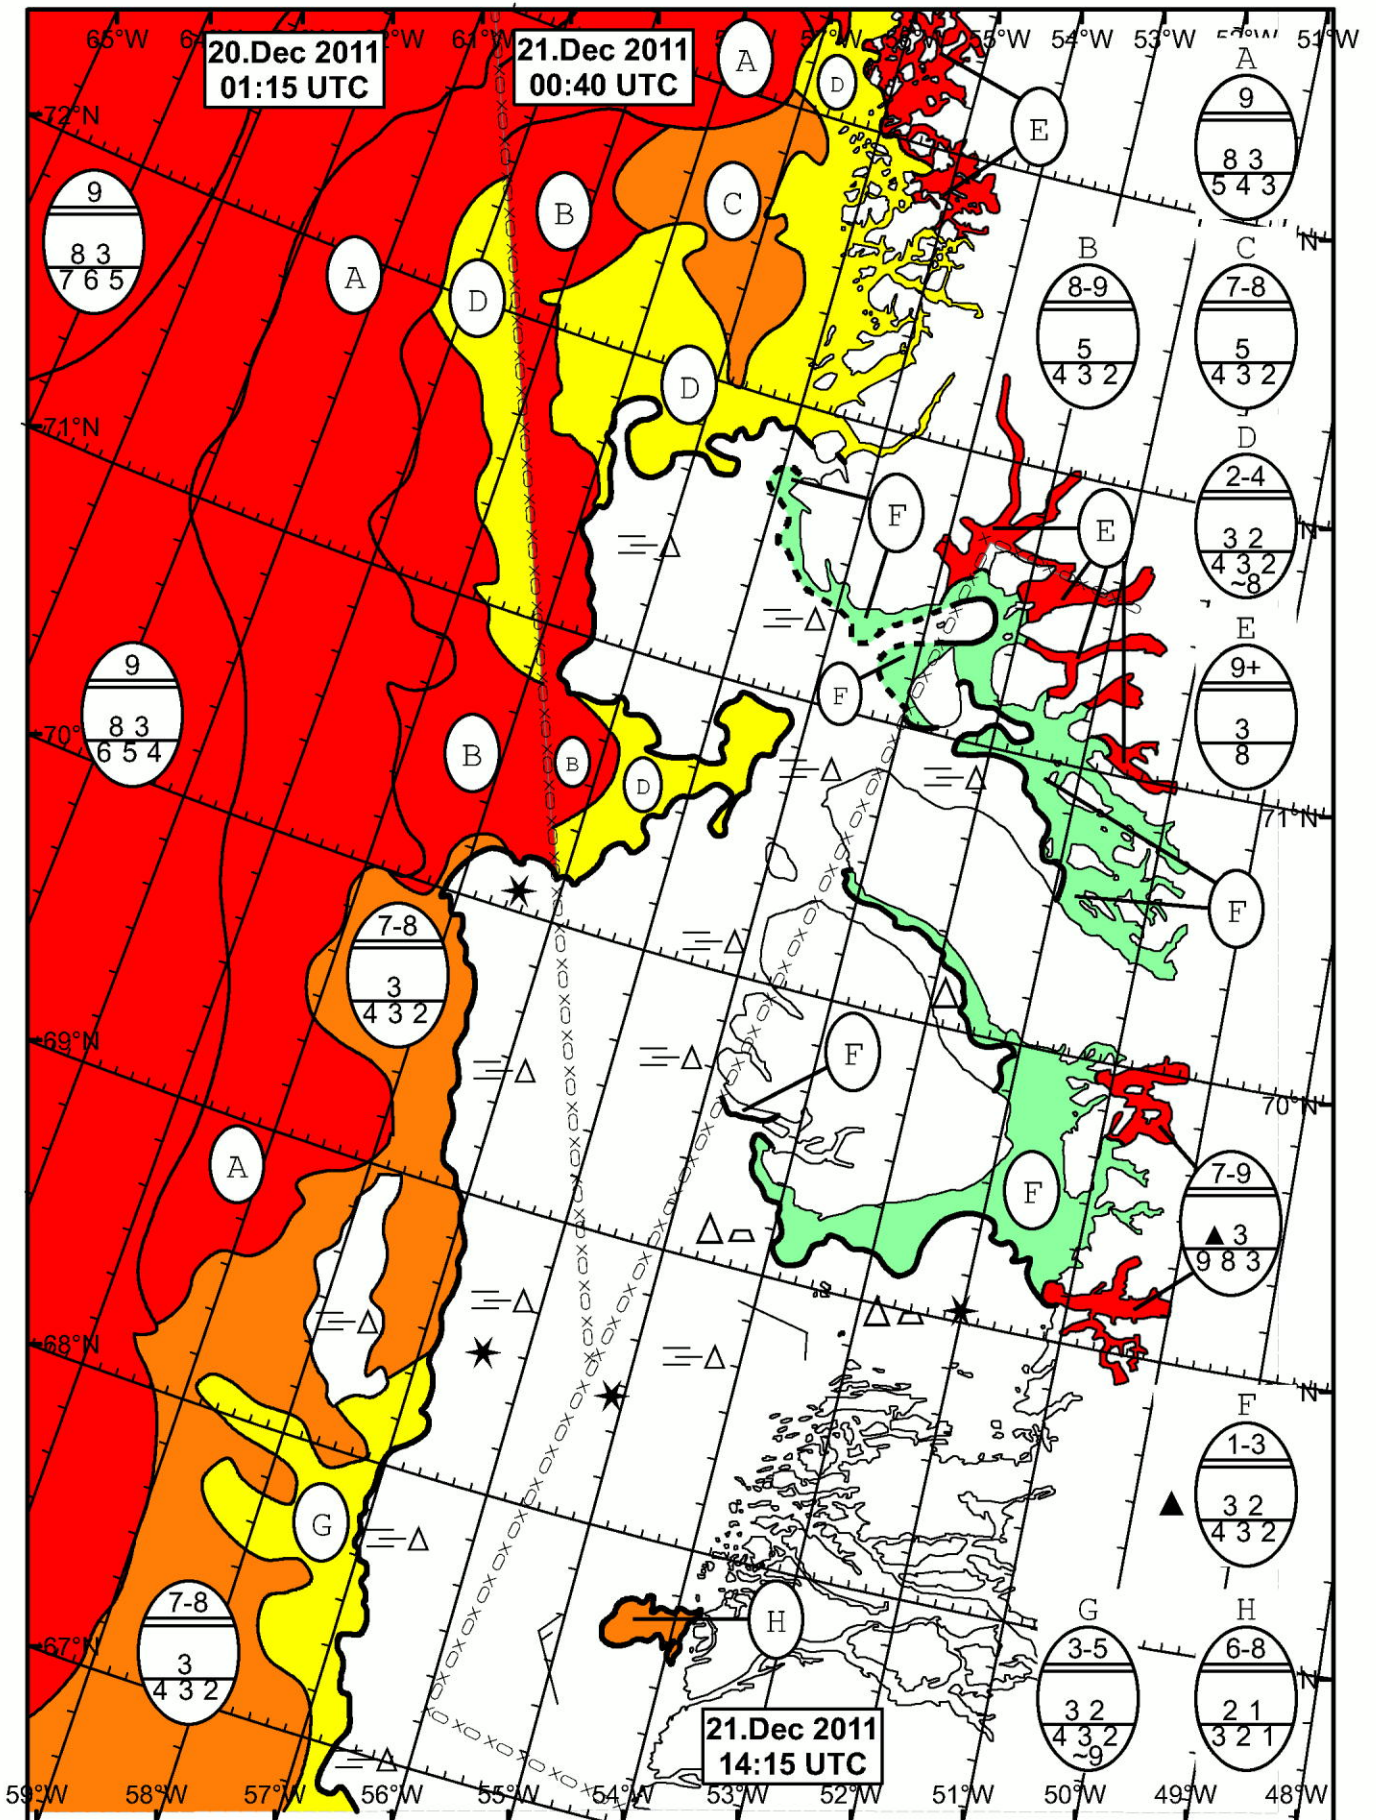 65°W
61°W
55°W
54°W
53°W
51°W
20.Dec 2011
01:15 UTC
21.Dec 2011
00:40 UTC
A
D
E
A
9
8 3
5 4 3
72°N
9
8 3
7 6 5
A
B
C
D
N
B
8-9
5
4 3 2
C
7-8
5
4 3 2
D
71°N
D
2-4
3 2
4 3 2
~8
F
E
N
E
9+
3
8
F
9
8 3
6 5 4
70°
B
B
D
71°N
F
7-8
3
4 3 2
69°N
F
70°N
A
F
7-9
▲ 3
9 8 3
68°N
N
F
1-3
3 2
4 3 2
G
7-8
3
4 3 2
67°N
H
G
3-5
3 2
4 3 2
~9
H
6-8
2 1
3 2 1
N
21.Dec 2011
14:15 UTC
59°W
58°W
57°W
56°W
55°W
54°W
53°W
52°W
51°W
50°W
49°W
48°W